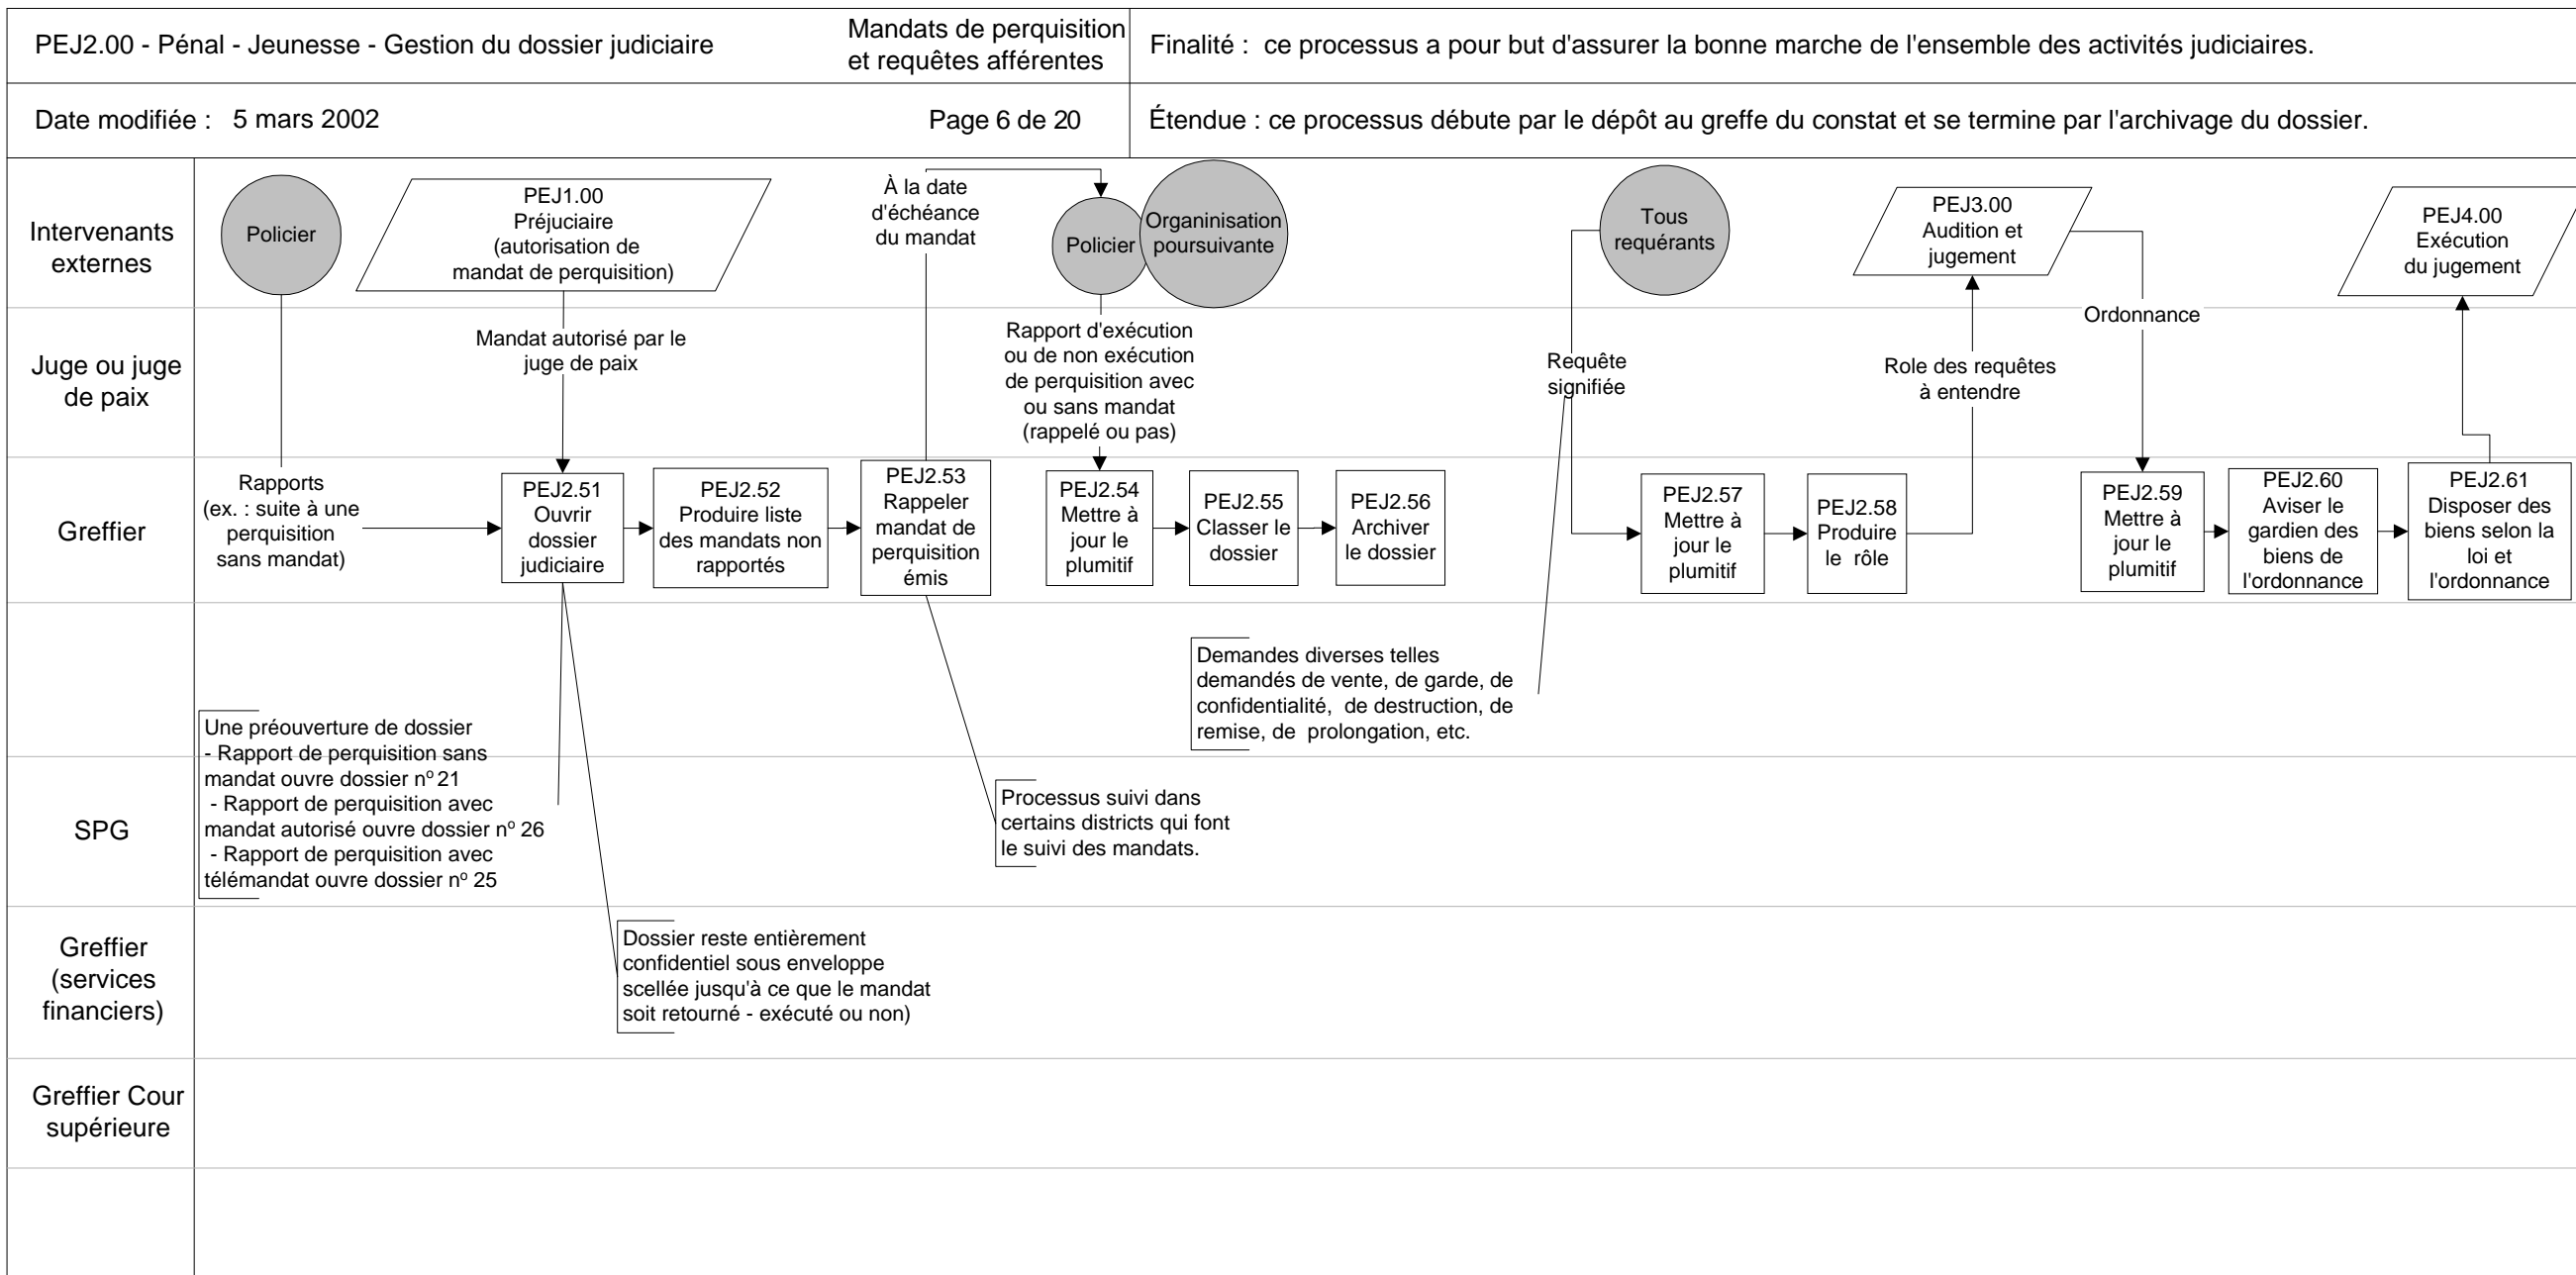 PEJ2.00 - Pénal - Jeunesse - Gestion du dossier judiciaire
Mandats de perquisition
et requêtes afférentes
Finalité : ce processus a pour but d'assurer la bonne marche de l'ensemble des activités judiciaires.
Date modifiée : 5 mars 2002
Page 6 de 20
Étendue : ce processus débute par le dépôt au greffe du constat et se termine par l'archivage du dossier.
Intervenants
externes
Policier
PEJ1.00
Préjuciaire
(autorisation de
mandat de perquisition)
À la date
d'échéance
du mandat
Policier
Organinisation
poursuivante
Tous
requérants
PEJ3.00
Audition et
jugement
PEJ4.00
Exécution
du jugement
Juge ou juge
de paix
Mandat autorisé par le
juge de paix
Rapport d'exécution
ou de non exécution
de perquisition avec
ou sans mandat
(rappelé ou pas)
Requête
signifiée
Role des requêtes
à entendre
Ordonnance
Greffier
Rapports
(ex. : suite à une
perquisition
sans mandat)
PEJ2.51
Ouvrir
dossier
judiciaire
PEJ2.52
Produire liste
des mandats non
rapportés
PEJ2.53
Rappeler
mandat de
perquisition
émis
PEJ2.54
Mettre à
jour le
plumitif
PEJ2.55
Classer le
dossier
PEJ2.56
Archiver
le dossier
PEJ2.57
Mettre à
jour le
plumitif
PEJ2.58
Produire
le rôle
PEJ2.59
Mettre à
jour le
plumitif
PEJ2.60
Aviser le
gardien des
biens de
l'ordonnance
PEJ2.61
Disposer des
biens selon la
loi et
l'ordonnance
Demandes diverses telles
demandés de vente, de garde, de
confidentialité, de destruction, de
remise, de prolongation, etc.
SPG
Une préouverture de dossier
- Rapport de perquisition sans
mandat ouvre dossier nº 21
- Rapport de perquisition avec
mandat autorisé ouvre dossier nº 26
- Rapport de perquisition avec
télémandat ouvre dossier nº 25
Processus suivi dans
certains districts qui font
le suivi des mandats.
Greffier
(services
financiers)
Dossier reste entièrement
confidentiel sous enveloppe
scellée jusqu'à ce que le mandat
soit retourné - exécuté ou non)
Greffier Cour
supérieure